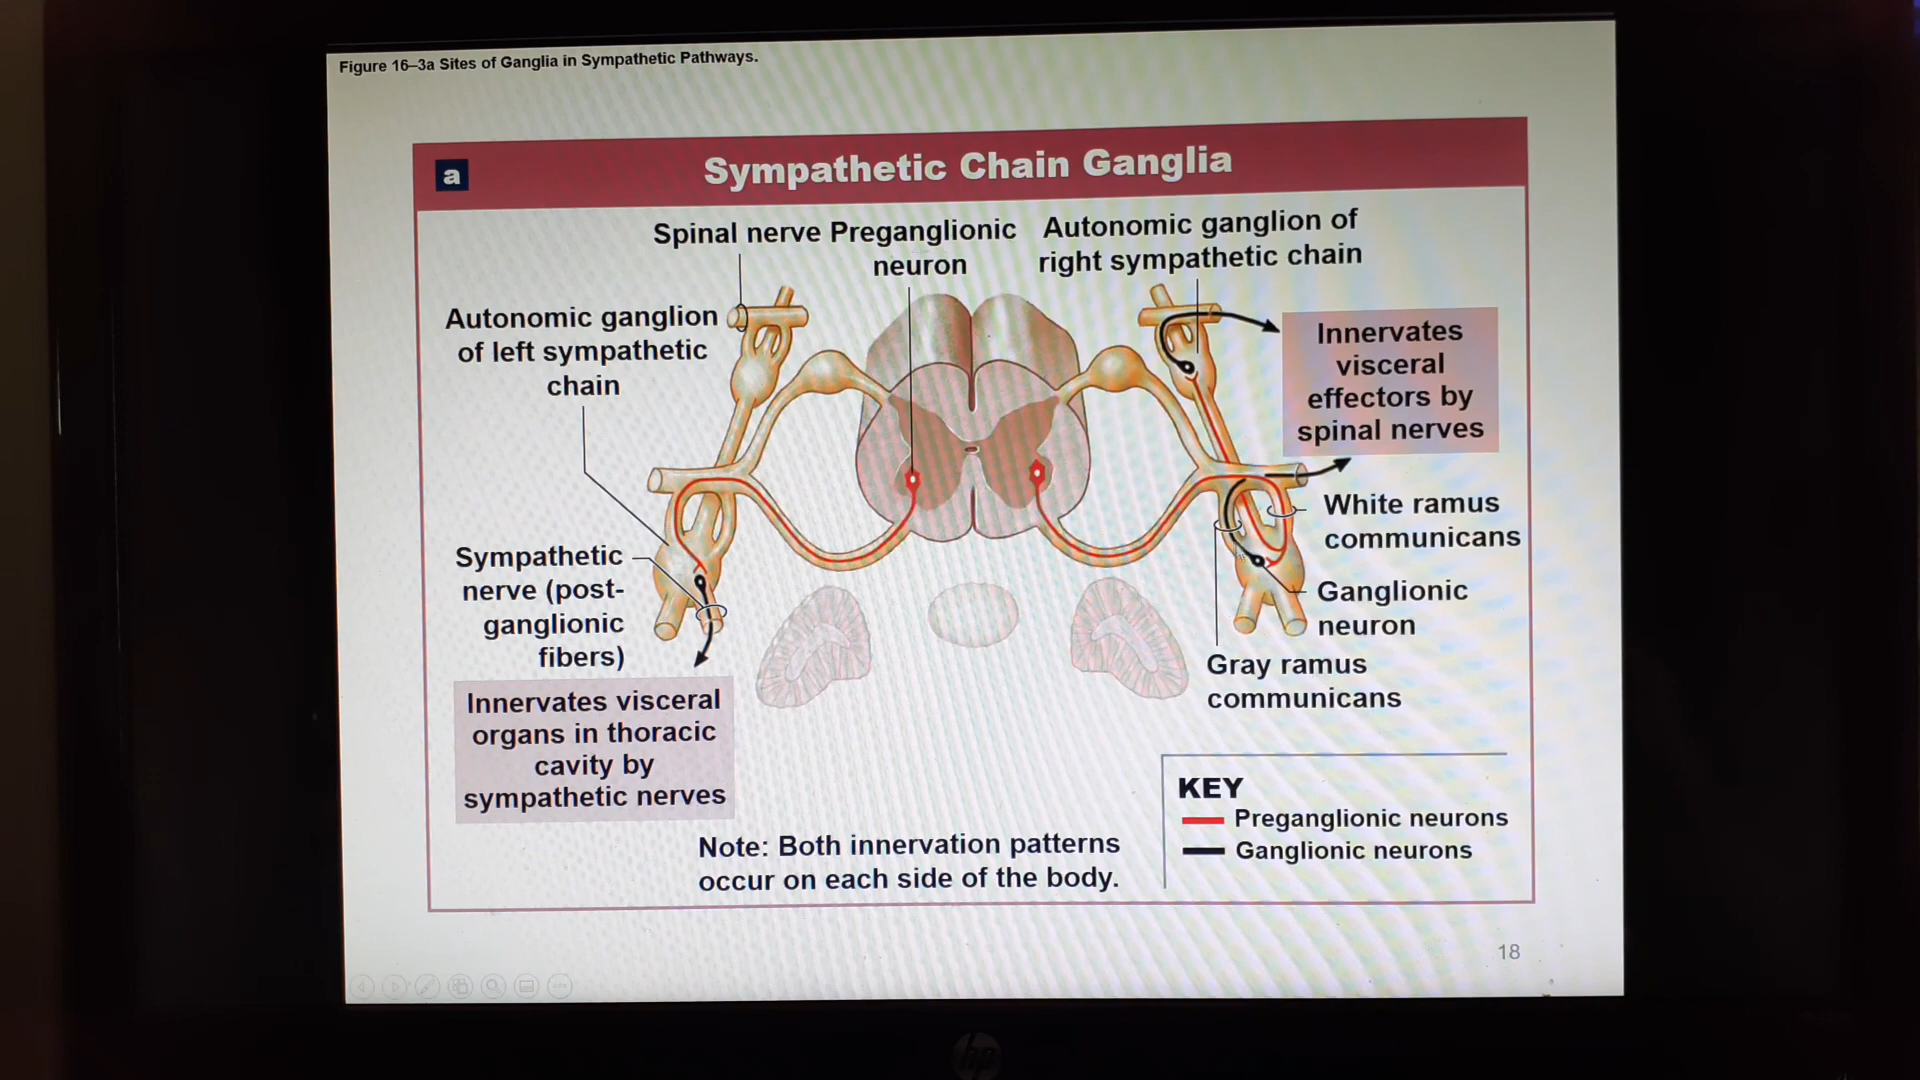 Figure 16–3a Sites of Ganglia in Sympathetic Pathways.
a
Sympathetic Chain Ganglia
Spinal nerve
Preganglionic
neuron
Autonomic ganglion of
right sympathetic chain
Autonomic ganglion
of left sympathetic
chain
Innervates
visceral
effectors by
spinal nerves
White ramus
communicans
Sympathetic
nerve (post-
ganglionic
fibers)
Ganglionic
neuron
Gray ramus
communicans
Innervates visceral
organs in thoracic
cavity by
sympathetic nerves
KEY
Preganglionic neurons
Ganglionic neurons
Note: Both innervation patterns
occur on each side of the body.
18
hp